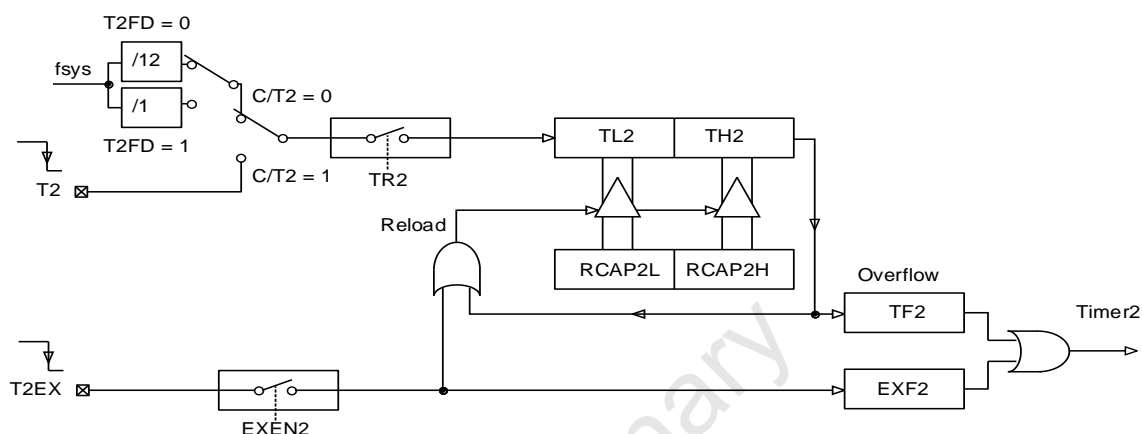 T2FD = 0
/12
fsys
C/T2 = 0
/1
T2FD = 1
TL2
TH2
T2
C/T2 = 1
TR2
Reload
RCAP2L
RCAP2H
Overflow
TF2
Timer2
T2EX
EXF2
EXEN2